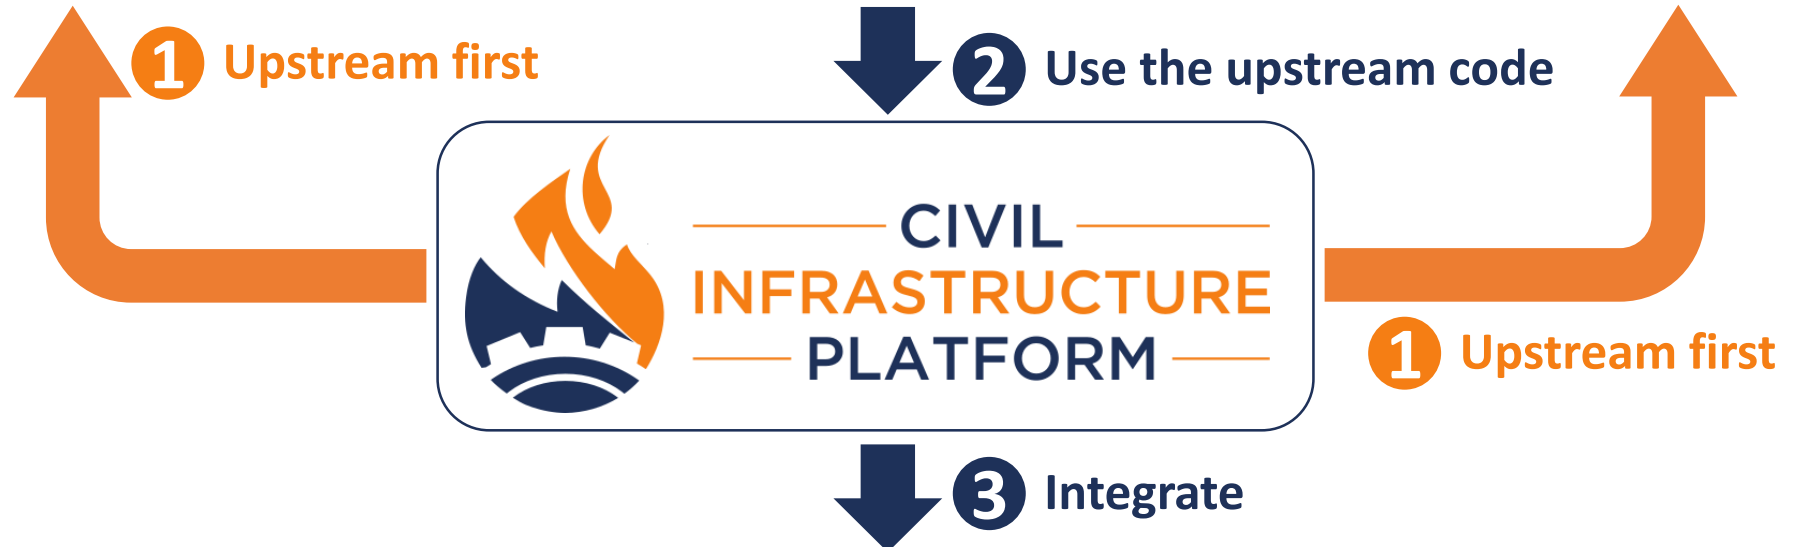 1 Upstream first
2 Use the upstream code
CIVIL
INFRASTRUCTURE
PLATFORM
1 Upstream first
3 Integrate